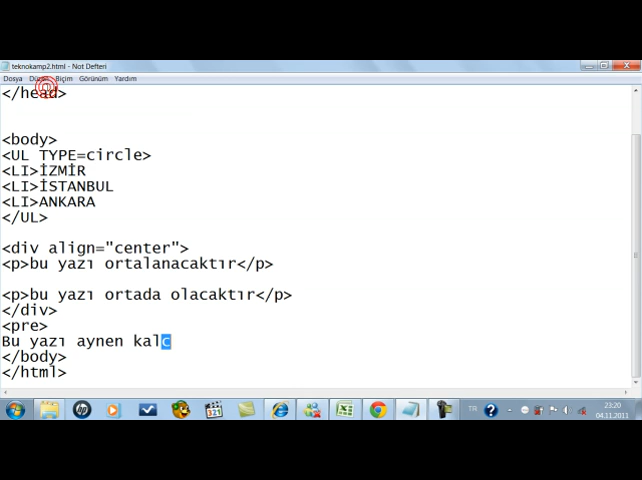 teknokamp2.html - Not Defteri
Dosya Düzen Biçim Görünüm Yardım
</head>
<body>
<UL TYPE=circle>
<LI>İZMİR
<LI>İSTANBUL
<LI>ANKARA
</UL>
<div align="center">
<p>bu yazı ortalanacaktır</p>
<p>bu yazı ortada olacaktır</p>
</div>
<pre>
Bu yazı aynen kalc
</body>
</html>
TR
23:20
04.11.2011